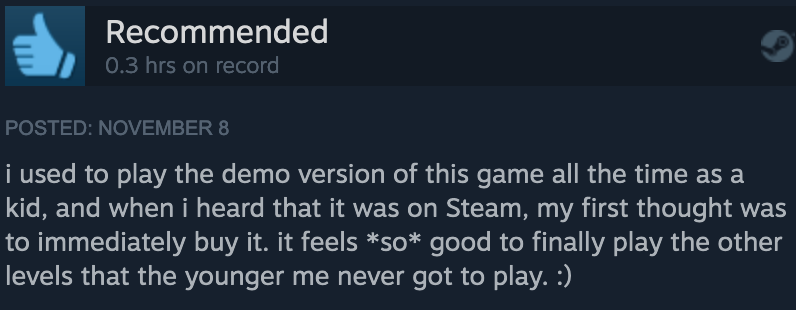 Recommended
0.3 hrs on record
POSTED: NOVEMBER 8
i used to play the demo version of this game all the time as a
kid, and when i heard that it was on Steam, my first thought was
to immediately buy it. it feels *so* good to finally play the other
levels that the younger me never got to play. :)